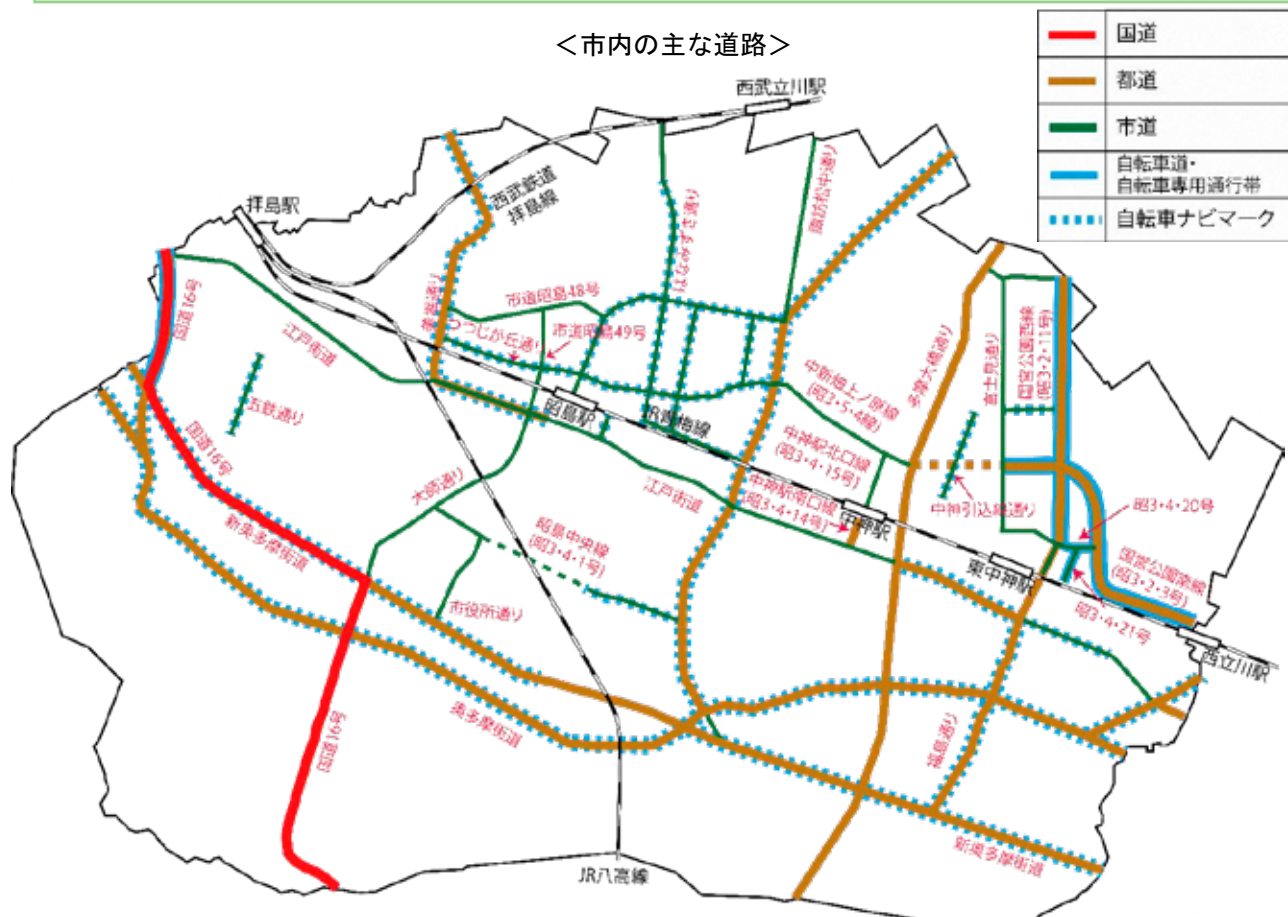 ＜市内の主な道路＞
国道
都道
市道
自転車道・
自転車専用通行帯
自転車ナビマーク
西武立川駅
拝島駅
西武鉄道
拝島線
諏訪松中通り
はなみずき通り
国道16号
江戸街道
美堀通り
市道昭島48号
市道昭島49号
つつじが丘通り
多摩大橋通り
富士見通り
国営公園西線
(昭3・2・11号)
五鉄通り
昭島駅
JR青梅線
中新畑上ノ原線
(昭3・5・4線)
中神駅北口線
(昭3・4・15号)
国道16号
大師通り
江戸街道
中神駅南口線
(昭3・4・14号)
中神駅
中神引込線通り
昭3・4・20号
新奥多摩街道
昭島中央線
(昭3・4・1号)
東中神駅
国営公園南線
(昭3・2・3号)
市役所通り
昭3・4・21号
西立川駅
奥多摩街道
国道16号
福島通り
新奥多摩街道
JR八高線